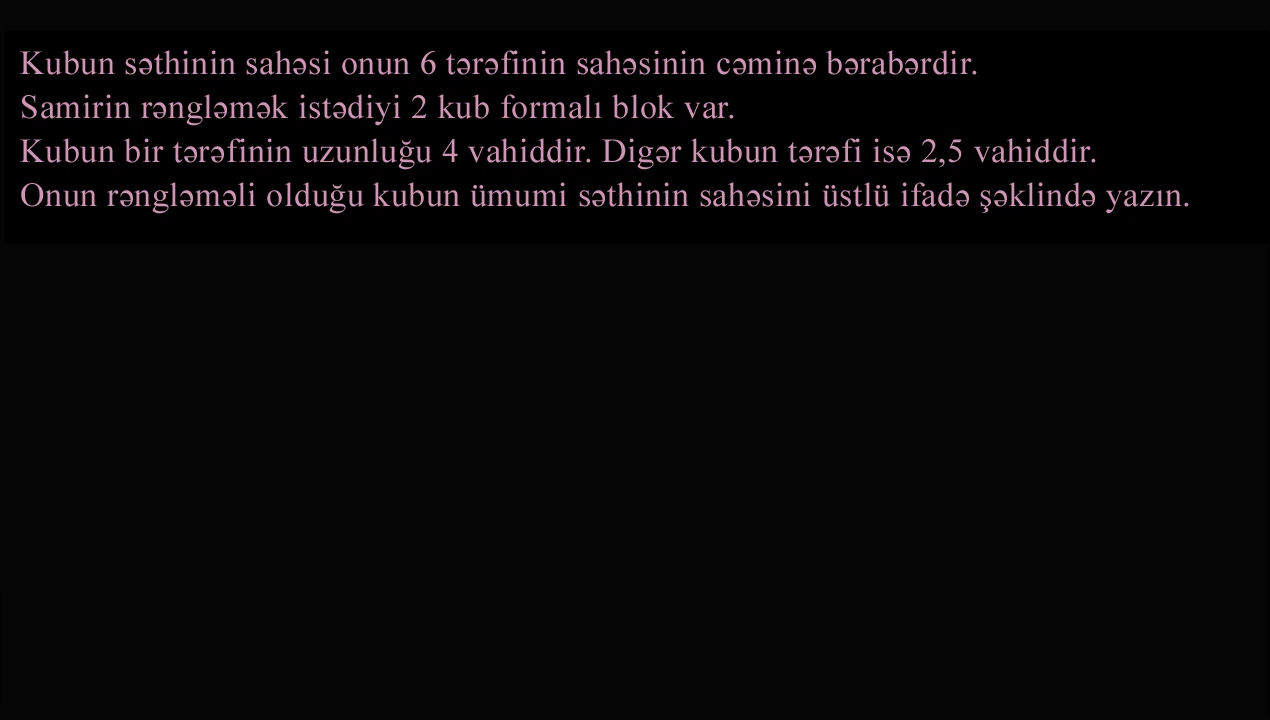 Kubun səthinin sahəsi onun 6 tərəfinin sahəsinin cəminə bərabərdir.
Samirin rəngləmək istədiyi 2 kub formalı blok var.
Kubun bir tərəfinin uzunluğu 4 vahiddir. Digər kubun tərəfi isə 2,5 vahiddir.
Onun rəngləməli olduğu kubun ümumi səthinin sahəsini üstlü ifadə şəklində yazın.